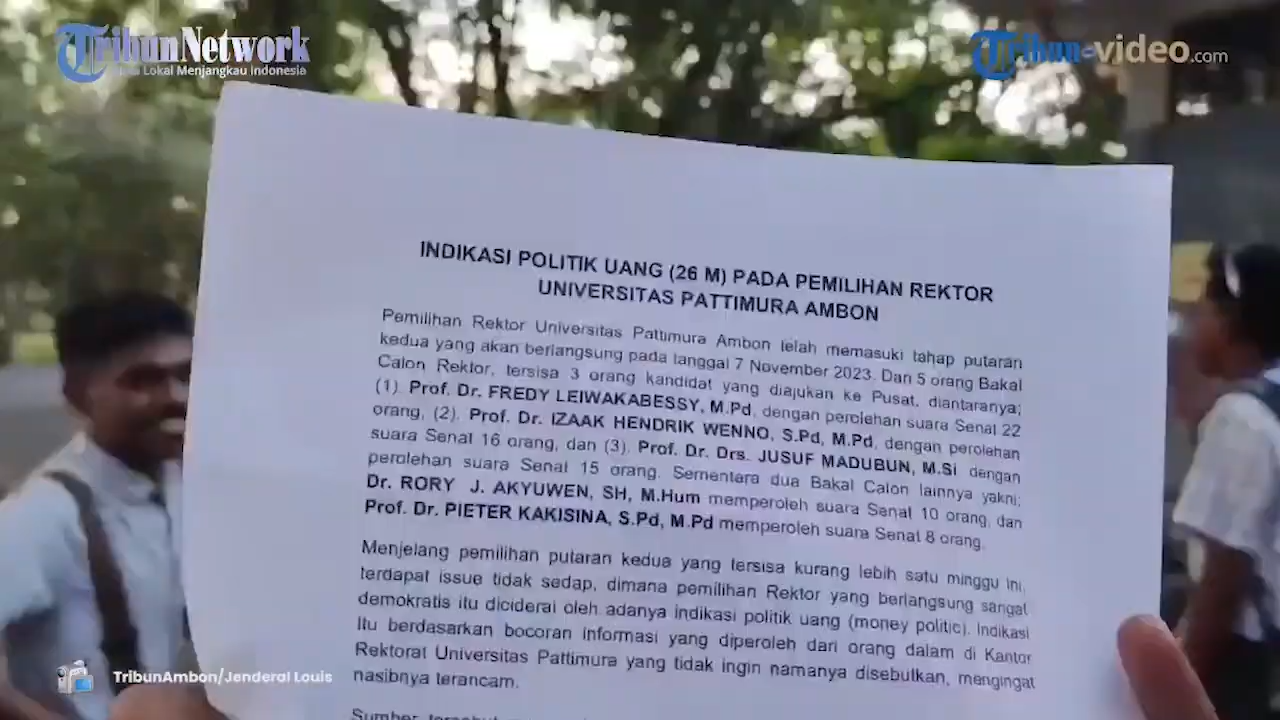 TribunNetwork
Lokal Menjangkau Indonesia
Tribun-video.com
INDIKASI POLITIK UANG (26 M) PADA PEMILIHAN REKTOR
UNIVERSITAS PATTIMURA AMBON
Pemilihan Rektor Universitas Pattimura Ambon telah memasuki tahap putaran
kedua yang akan berlangsung pada tanggal 7 November 2023. Dari 5 orang Bakal
Calon Rektor, tersisa 3 orang kandidat yang diajukan ke Pusat, diantaranya;
(1). Prof. Dr. FREDY LEIWAKABESSY, M.Pd, dengan perolehan suara Senat 22
orang, (2). Prof. Dr. IZAAK HENDRIK WENNO, S.Pd, M.Pd, dengan perolehan
suara Senat 16 orang, dan (3). Prof. Dr. Drs. JUSUF MADUBUN, M.Si dengan
perolehan suara Senat 15 orang. Sementara dua Bakal Calon lainnya yakni;
Dr. RORY J. AKYUWEN, SH, M.Hum memperoleh suara Senat 10 orang, dan
Prof. Dr. PIETER KAKISINA, S.Pd, M.Pd memperoleh suara Senat 8 orang.
Menjelang pemilihan putaran kedua yang tersisa kurang lebih satu minggu ini,
terdapat issue tidak sedap, dimana pemilihan Rektor yang berlangsung sangat
demokratis itu diciderai oleh adanya indikasi politik uang (money politic). Indikasi
Itu berdasarkan bocoran informasi yang diperoleh dari orang dalam di Kantor
Rektorat Universitas Pattimura yang tidak ingin namanya disebulkan, mengingat
nasibnya terancam.
Sumber
TribunAmbon/Jenderal Louis